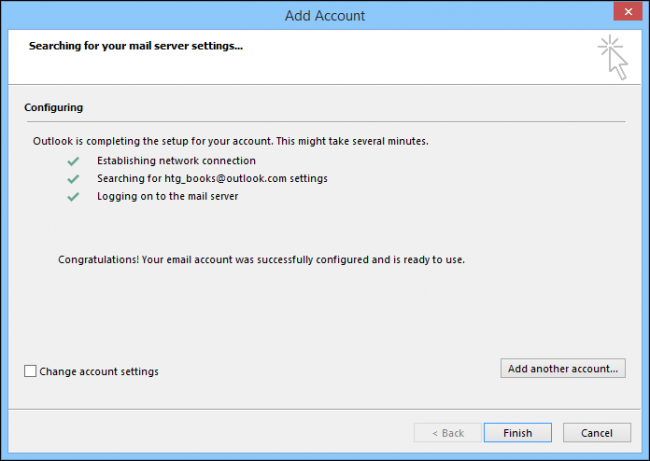 Add Account
Searching for your mail server settings...
Configuring
Outlook is completing the setup for your account. This might take several minutes.
Establishing network connection
Searching for htg_books@outlook.com settings
Logging on to the mail server
Congratulations! Your email account was successfully configured and is ready to use.
Change account settings
Add another account...
< Back
Finish
Cancel